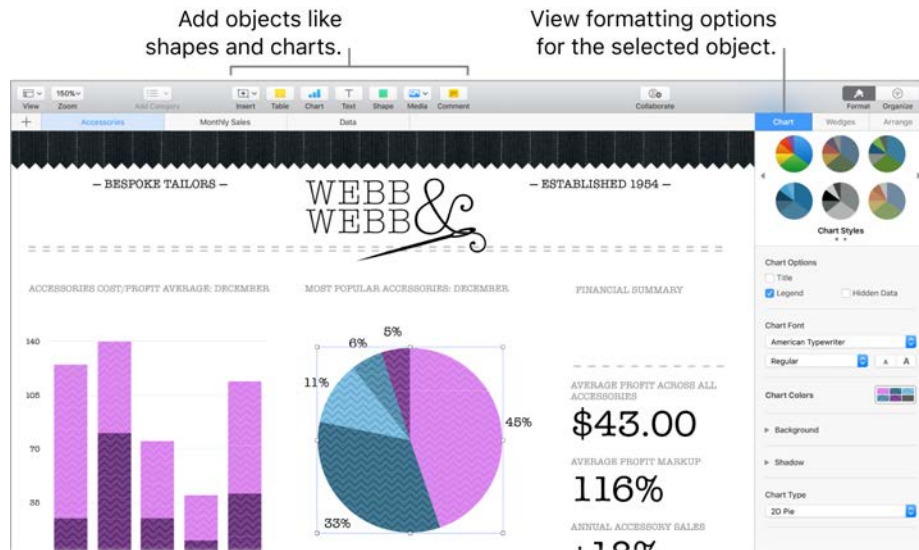 Add objects like
shapes and charts.
View formatting options
for the selected object.
150%
View Zoom Add Category Insert Table Chart Text Shape Media Comment Collaborate Format Organize
Accessories Monthly Sales Data
Chart Wedges Arrange
– BESPOKE TAILORS –
WEBB &
WEBB
– ESTABLISHED 1954 –
Chart Styles
ACCESSORIES COST/PROFIT AVERAGE: DECEMBER
MOST POPULAR ACCESSORIES: DECEMBER
FINANCIAL SUMMARY
140
105
70
35
5%
6%
11%
45%
33%
AVERAGE PROFIT ACROSS ALL
ACCESSORIES
$43.00
AVERAGE PROFIT MARKUP
116%
ANNUAL ACCESSORY SALES
Chart Options
Title
Legend Hidden Data
Chart Font
American Typewriter
Regular A A
Chart Colors
Background
Shadow
Chart Type
2D Pie